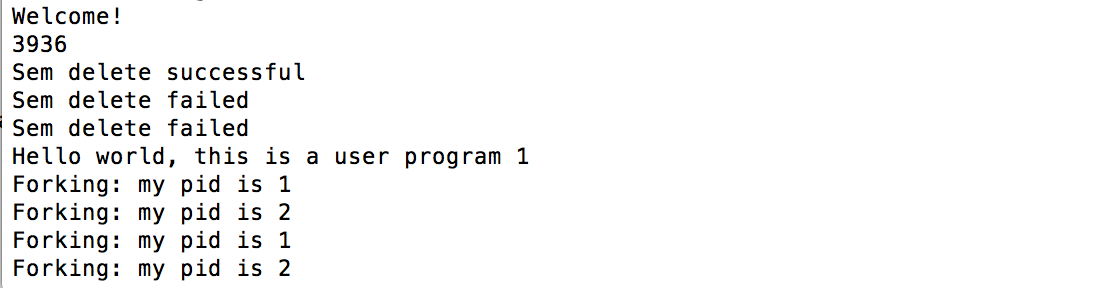 Welcome!
3936
Sem delete successful
Sem delete failed
Sem delete failed
Hello world, this is a user program 1
Forking: my pid is 1
Forking: my pid is 2
Forking: my pid is 1
Forking: my pid is 2